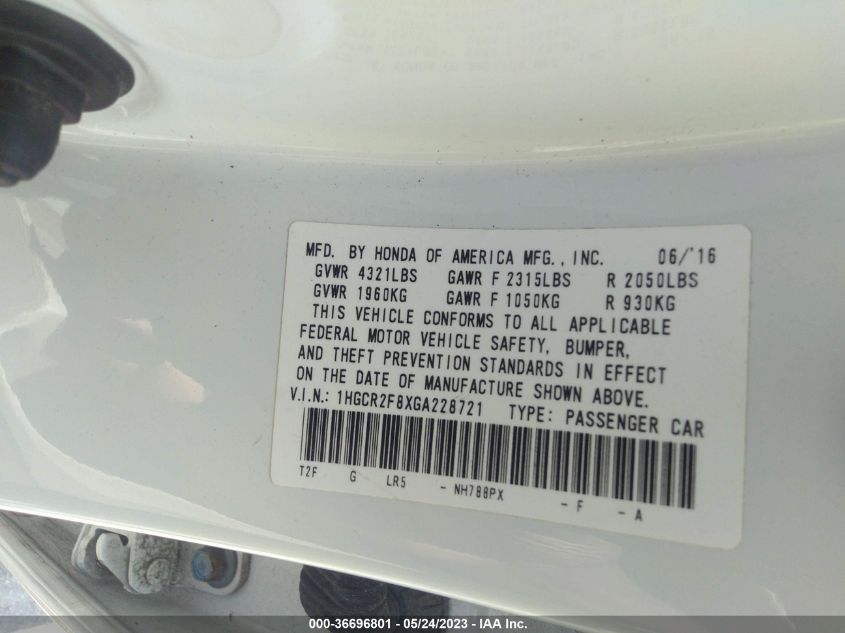 MFD. BY HONDA OF AMERICA MFG., INC. 06/'16
GVWR 4321LBS GAWR F 2315LBS R 2050LBS
GVWR 1960KG GAWR F 1050KG R 930KG
THIS VEHICLE CONFORMS TO ALL APPLICABLE
FEDERAL MOTOR VEHICLE SAFETY, BUMPER,
AND THEFT PREVENTION STANDARDS IN EFFECT
ON THE DATE OF MANUFACTURE SHOWN ABOVE.
V.I.N.: 1HGCR2F8XGA228721 TYPE: PASSENGER CAR
T2F G LR5 - NH788PX - F - A
000-36696801 - 05/24/2023 - IAA Inc.